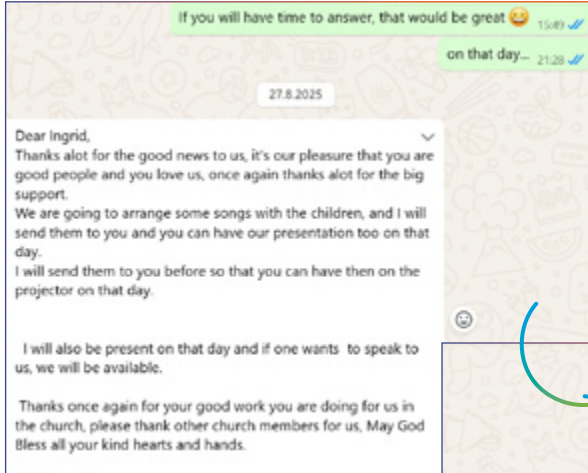 If you will have time to answer, that would be great 😀 15:49
on that day... 21:28
27.8.2025
Dear Ingrid,
Thanks alot for the good news to us, it's our pleasure that you are
good people and you love us, once again thanks alot for the big
support.
We are going to arrange some songs with the children, and I will
send them to you and you can have our presentation too on that
day.
I will send them to you before so that you can have then on the
projector on that day.
I will also be present on that day and if one wants to speak to
us, we will be available.
Thanks once again for your good work you are doing for us in
the church, please thank other church members for us, May God
Bless all your kind hearts and hands.